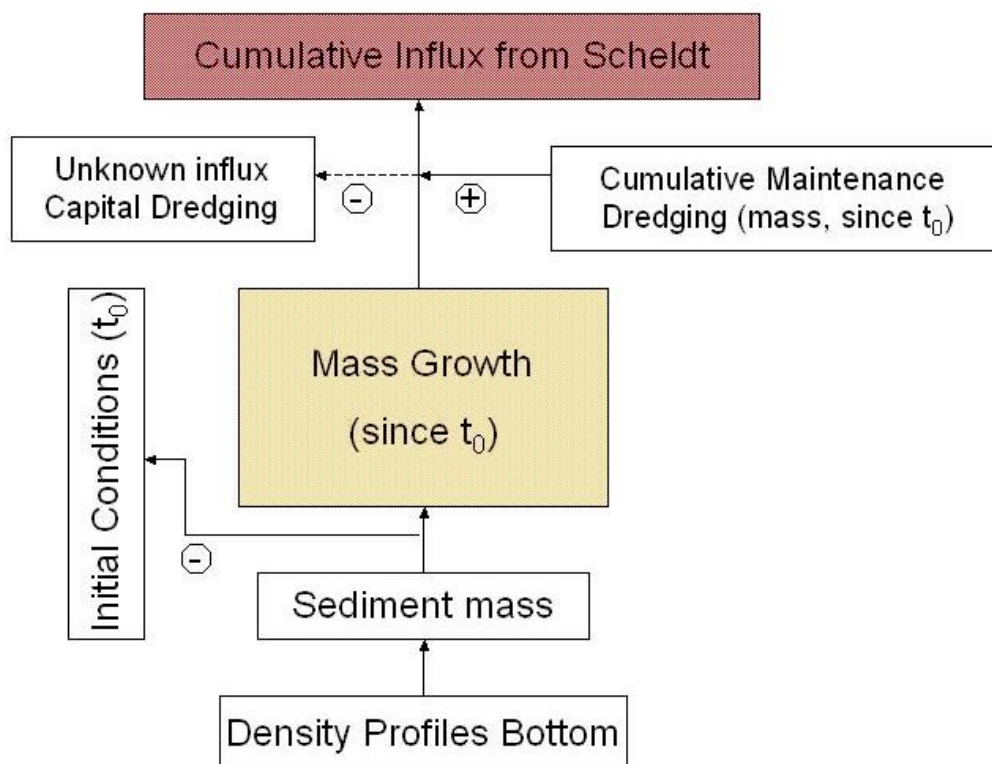 Cumulative Influx from Scheldt
Unknown influx
Capital Dredging
-
+
Cumulative Maintenance
Dredging (mass, since t₀)
Initial Conditions (t₀)
Mass Growth
(since t₀)
-
Sediment mass
Density Profiles Bottom